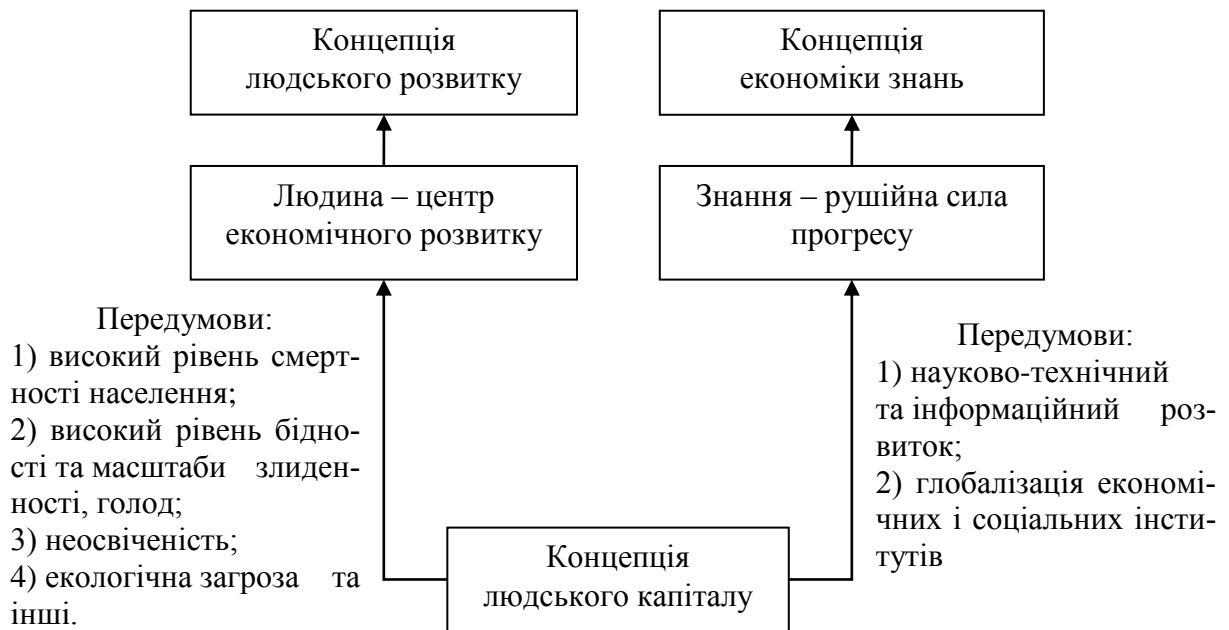 Концепція
людського розвитку
Концепція
економіки знань
Людина – центр
економічного розвитку
Знання – рушійна сила
прогресу
Передумови:
1) високий рівень смерт-
ності населення;
2) високий рівень бідно-
сті та масштаби злиден-
ності, голод;
3) неосвіченість;
4) екологічна загроза та
інші.
Передумови:
1) науково-технічний
та інформаційний роз-
виток;
2) глобалізація економі-
чних і соціальних інсти-
тутів
Концепція
людського капіталу